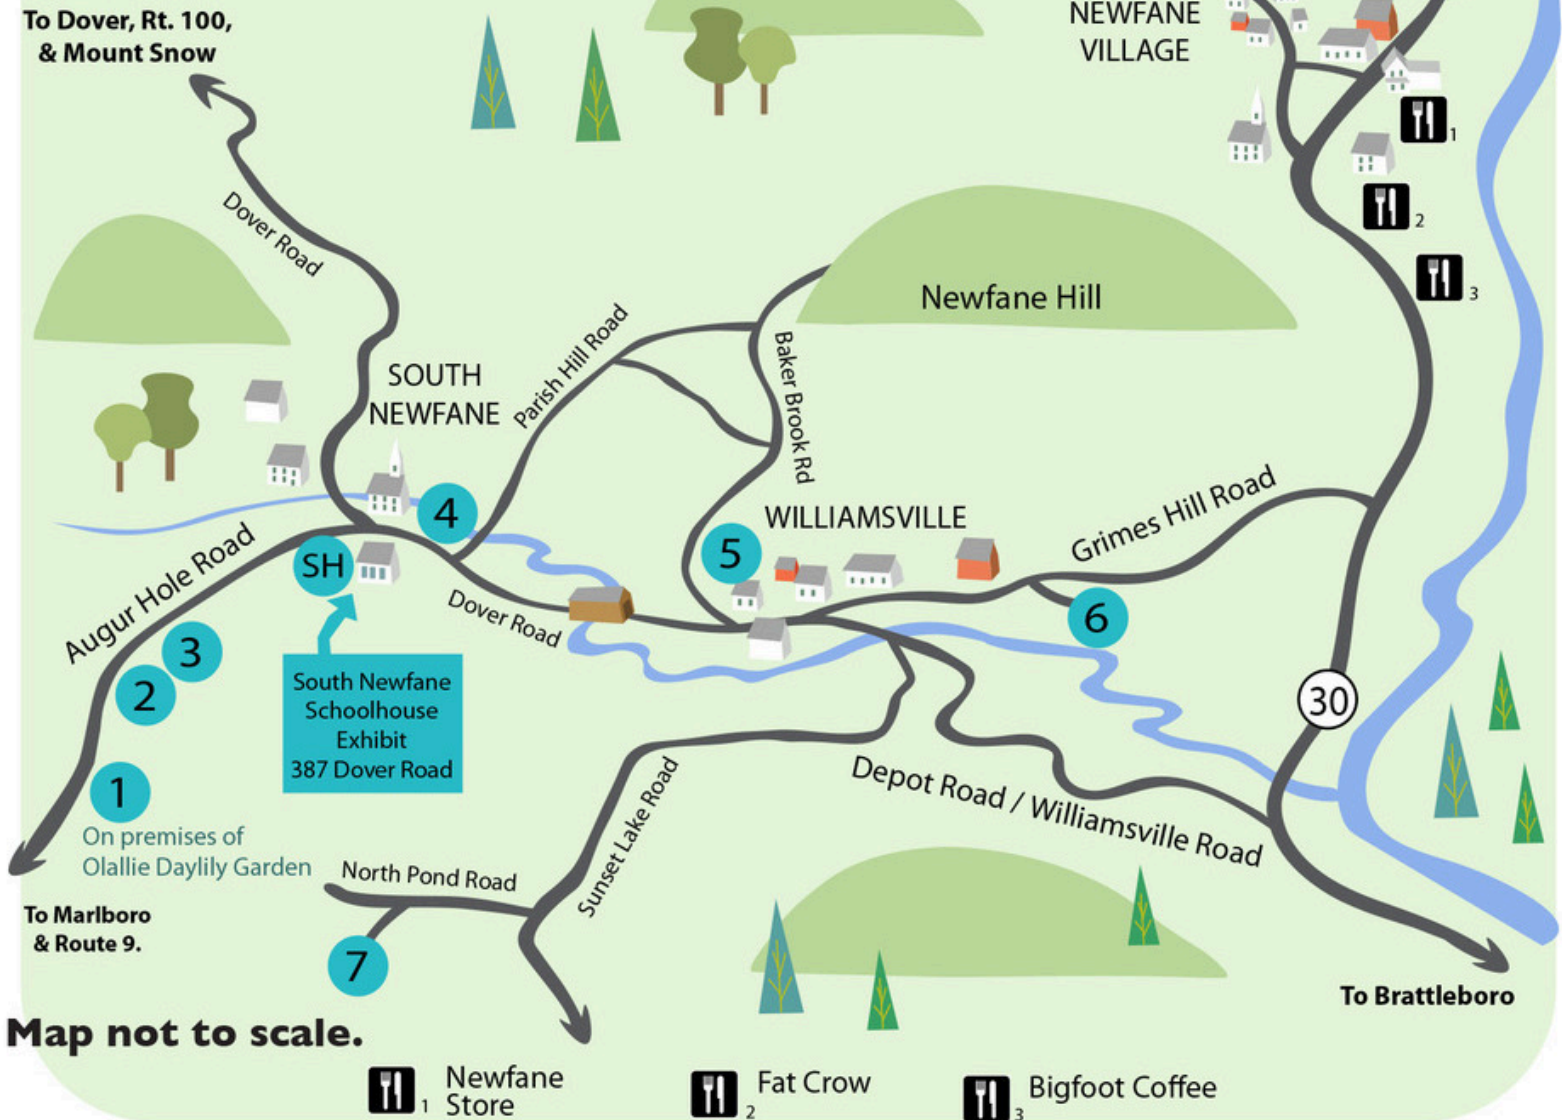 To Dover, Rt. 100,
& Mount Snow
NEWFANE
VILLAGE
1
2
3
Dover Road
Newfane Hill
Parish Hill Road
Baker Brook Rd
SOUTH
NEWFANE
4
WILLIAMSVILLE
5
Grimes Hill Road
SH
Augur Hole Road
Dover Road
6
3
2
South Newfane
Schoolhouse
Exhibit
387 Dover Road
30
1
On premises of
Olallie Daylily Garden
Sunset Lake Road
Depot Road / Williamsville Road
North Pond Road
To Marlboro
& Route 9.
7
To Brattleboro
Map not to scale.
1 Newfane
Store
2 Fat Crow
3 Bigfoot Coffee